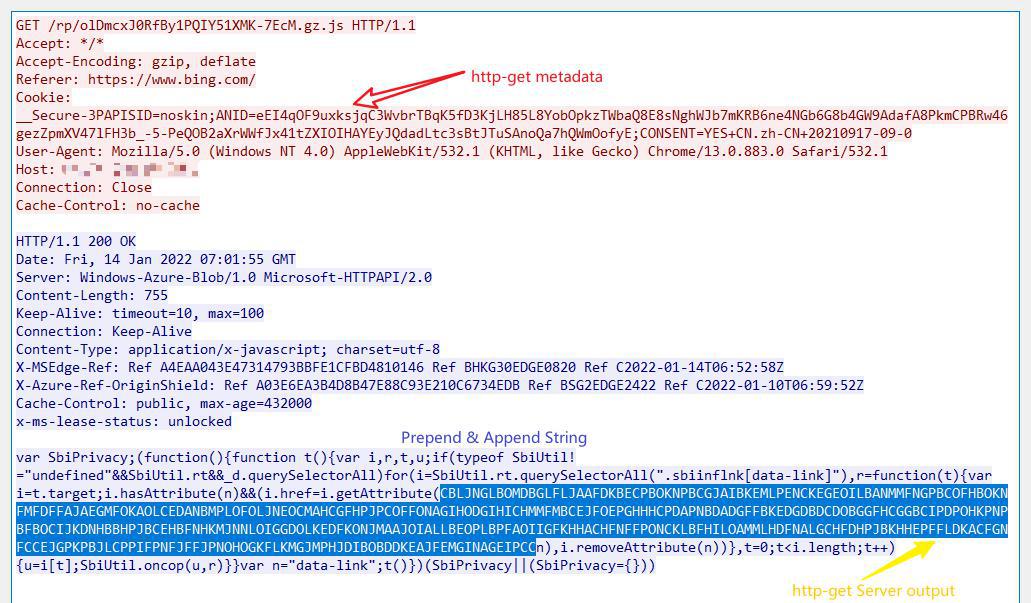 GET /rp/olDmcxJ0RfBy1PQIY51XMK-7EcM.gz.js HTTP/1.1
Accept: */*
Accept-Encoding: gzip, deflate
Referer: https://www.bing.com/
http-get metadata
Cookie:
__Secure-3PAPISID=noskin;ANID=eEI4qOF9uxksjqC3WvbrTBqK5fD3KjLH85L8YobOpkzTWbaQ8E8sNghWJb7mKRB6ne4NGb6G8b4GW9AdafA8PkmCPBRw46
gezZpmXV471FH3b_-5-PeQOB2aXrWWfJx41tZXIOIHAYEyJQdadLtc3sBtJTuSAnoQa7hQWmOofyE;CONSENT=YES+CN.zh-CN+20210917-09-0
User-Agent: Mozilla/5.0 (Windows NT 4.0) AppleWebKit/532.1 (KHTML, like Gecko) Chrome/13.0.883.0 Safari/532.1
Host:
Connection: Close
Cache-Control: no-cache
HTTP/1.1 200 OK
Date: Fri, 14 Jan 2022 07:01:55 GMT
Server: Windows-Azure-Blob/1.0 Microsoft-HTTPAPI/2.0
Content-Length: 755
Keep-Alive: timeout=10, max=100
Connection: Keep-Alive
Content-Type: application/x-javascript; charset=utf-8
X-MSEdge-Ref: Ref A4EAA043E47314793BBFE1CFBD4810146 Ref BHKG30EDGE0820 Ref C2022-01-14T06:52:58Z
X-Azure-Ref-OriginShield: Ref A03E6EA3B4D8B47E88C93E210C6734EDB Ref BSG2EDGE2422 Ref C2022-01-10T06:59:52Z
Cache-Control: public, max-age=432000
x-ms-lease-status: unlocked
Prepend & Append String
var SbiPrivacy;(function(){function t(){var i,r,t,u;if(typeof SbiUtil!
="undefined"&&SbiUtil.rt&&_d.querySelectorAll)for(i=SbiUtil.rt.querySelectorAll(".sbiinflnk[data-link]"),r=function(t){var
i=t.target;i.hasAttribute(n)&&(i.href=i.getAttribute(CBLJNGLBOMDBGLFLJAAFDKBECPBOKNPBCGJAIBKEMLPENCKEGEOILBANMMFNGPBCOFHBOKN
FMFDFFAJAEGMFOKAOLCEDANBMPLOFOLJNEOCMAHCGFHPJPCOFFONAGIHODGIHICHMMFMBCEJFOEPGHHHCPDAPNBDADGFFBKEDGDBDCDOBGGFHCGGBCIPDPOHKPNP
BFBOCIJKDNHBBHPJBCEHBFNHKMJNNLOIGGDOLKEDFKONJMAAJOIALLBEOPLBPFAOIIGFKHHACHFNFFPONCKLBFHILOAMMLHDFNALGCHFDHPJBKHHEPFFLDKACFGN
FCCEJGPKPBJLCPPIFPNFJFFJPNOHOGKFLKMGJMPHJDIBOBDDKEAJFEMGINAGEIPCCn),i.removeAttribute(n))},t=0;t<i.length;t++)
{u=i[t];SbiUtil.oncop(u,r)}}var n="data-link";t()})(SbiPrivacy||(SbiPrivacy={}))
http-get Server output